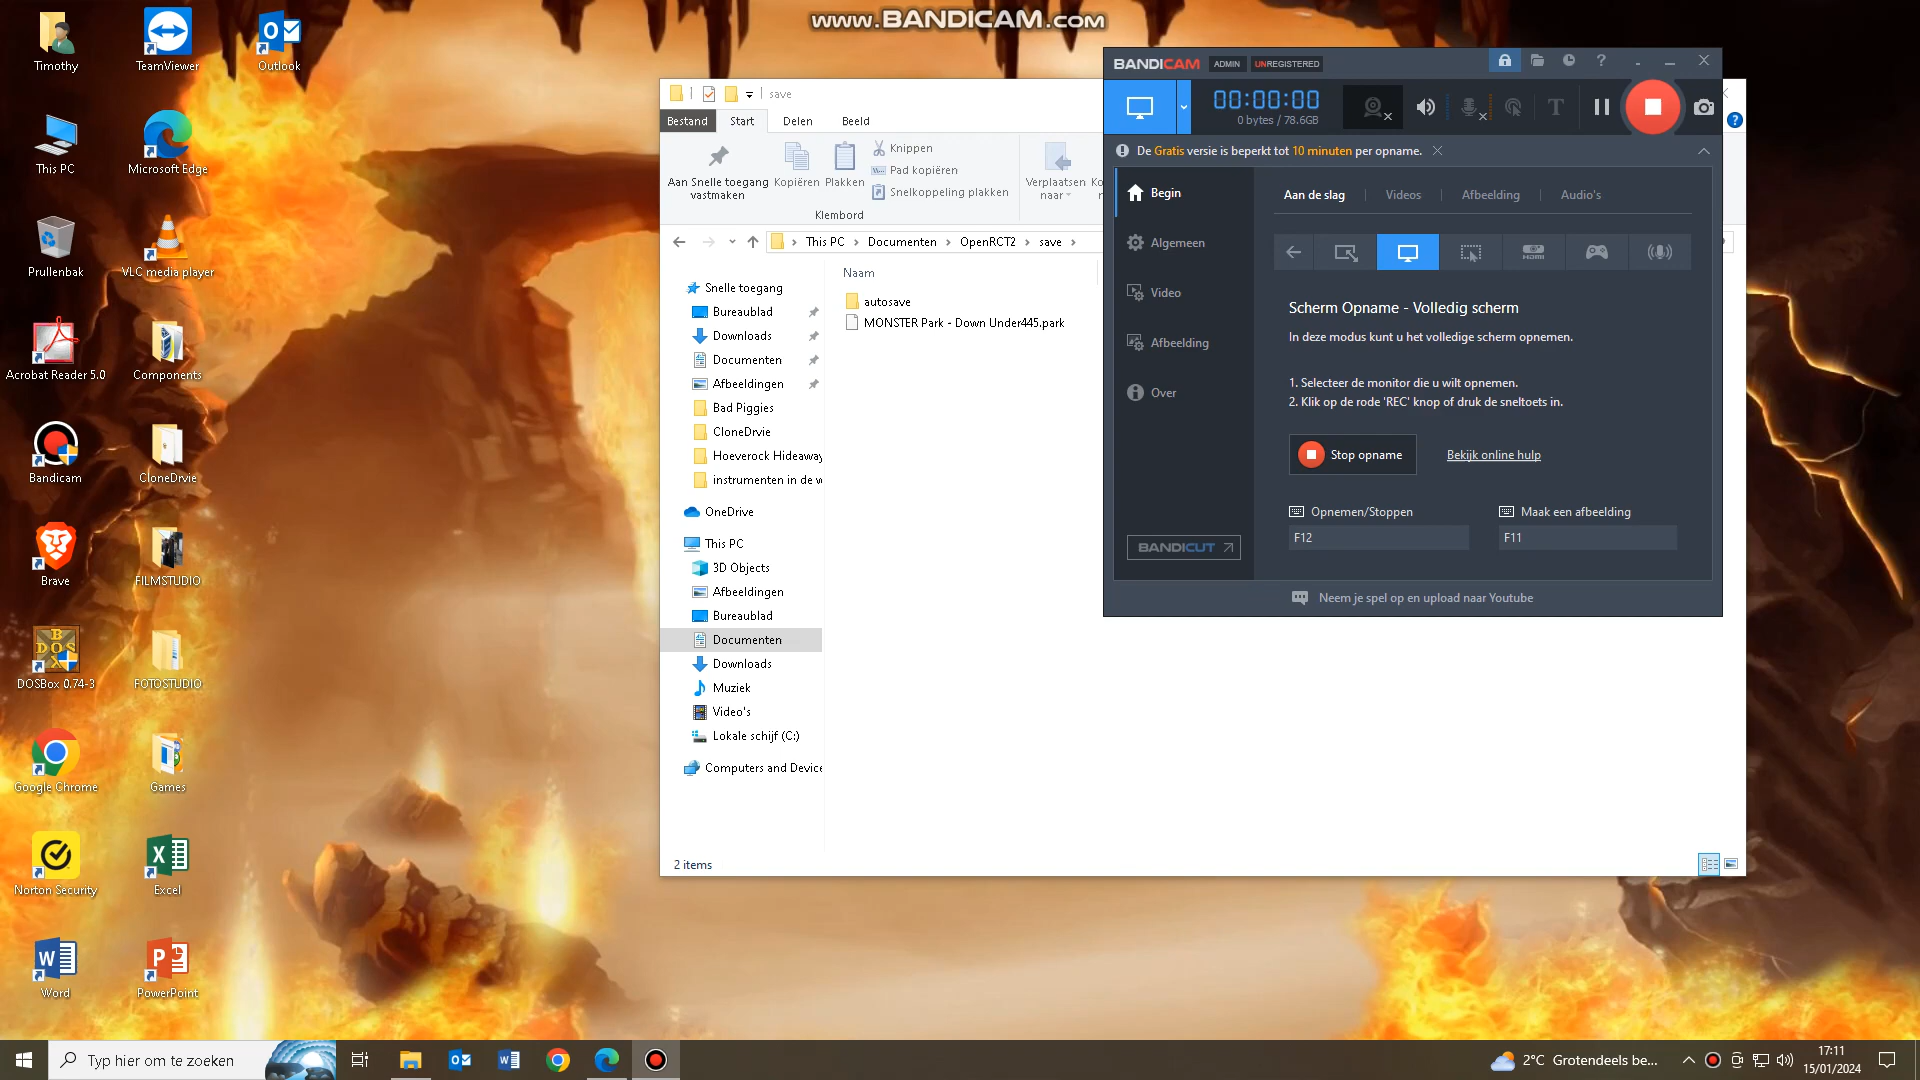 www.BANDICAM.com
Timothy
TeamViewer
Outlook
This PC
Microsoft Edge
Prullenbak
VLC media player
Acrobat Reader 5.0
Components
Bandicam
CloneDrvie
Brave
FILMSTUDIO
DOSBox 0.74-3
FOTOSTUDIO
Google Chrome
Games
Norton Security
Excel
Word
PowerPoint
save
Bestand
Start
Delen
Beeld
Aan Snelle toegang
vastmaken
Kopiëren
Plakken
Knippen
Pad kopiëren
Snelkoppeling plakken
Klembord
Verplaatsen
naar
Ko
This PC
Documenten
OpenRCT2
save
Naam
autosave
MONSTER Park - Down Under445.park
Snelle toegang
Bureaublad
Downloads
Documenten
Afbeeldingen
Bad Piggies
CloneDrvie
Hoeverock Hideaway
instrumenten in de w
OneDrive
This PC
3D Objects
Afbeeldingen
Bureaublad
Documenten
Downloads
Muziek
Video's
Lokale schijf (C:)
Computers and Device
2 items
BANDICAM
ADMIN
UNREGISTERED
00:00:00
0 bytes / 78.6GB
De Gratis versie is beperkt tot 10 minuten per opname.
Begin
Algemeen
Video
Afbeelding
Over
BANDICUT
Aan de slag
Videos
Afbeelding
Audio's
HDMI
Scherm Opname - Volledig scherm
In deze modus kunt u het volledige scherm opnemen.
1. Selecteer de monitor die u wilt opnemen.
2. Klik op de rode 'REC' knop of druk de sneltoets in.
Stop opname
Bekijk online hulp
Opnemen/Stoppen
Maak een afbeelding
F12
F11
Neem je spel op en upload naar Youtube
Typ hier om te zoeken
2°C Grotendeels be...
17:11
15/01/2024